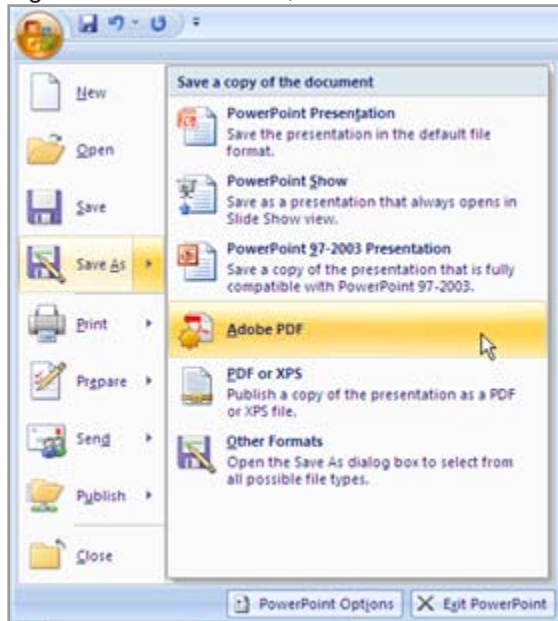 New
Open
Save
Save As
Print
Prepare
Send
Publish
Close
Save a copy of the document
PowerPoint Presentation
Save the presentation in the default file
format.
PowerPoint Show
Save as a presentation that always opens in
Slide Show view.
PowerPoint 97-2003 Presentation
Save a copy of the presentation that is fully
compatible with PowerPoint 97-2003.
Adobe PDF
PDF or XPS
Publish a copy of the presentation as a PDF
or XPS file.
Other Formats
Open the Save As dialog box to select from
all possible file types.
PowerPoint Options
Exit PowerPoint